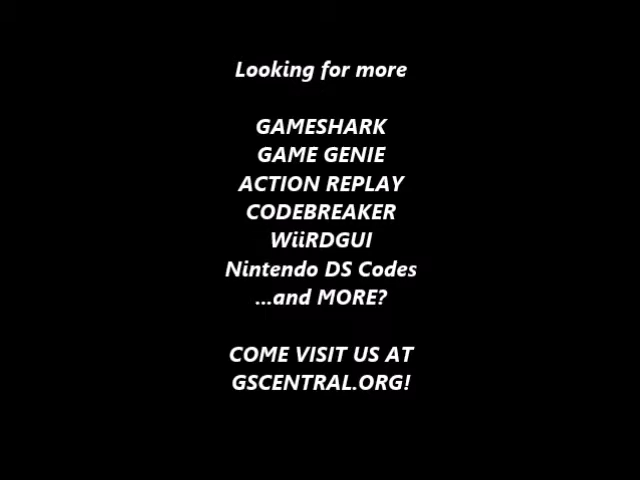 Looking for more
GAMESHARK
GAME GENIE
ACTION REPLAY
CODEBREAKER
WiiRDGUI
Nintendo DS Codes
...and MORE?
COME VISIT US AT
GSCENTRAL.ORG!